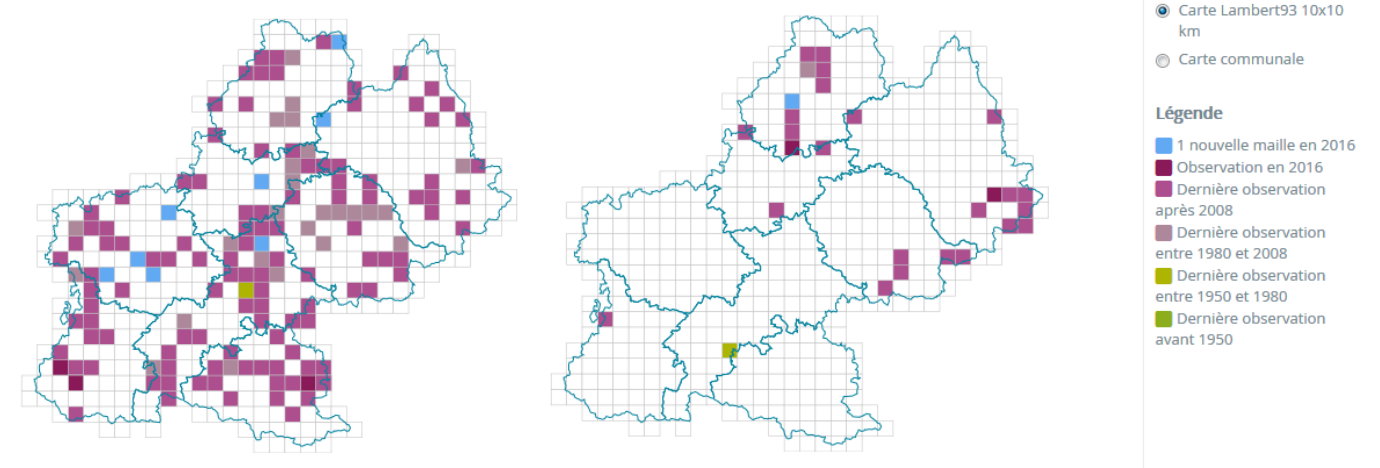 Carte Lambert93 10x10
km
Carte communale
Légende
1 nouvelle maille en 2016
Observation en 2016
Dernière observation
après 2008
Dernière observation
entre 1980 et 2008
Dernière observation
entre 1950 et 1980
Dernière observation
avant 1950